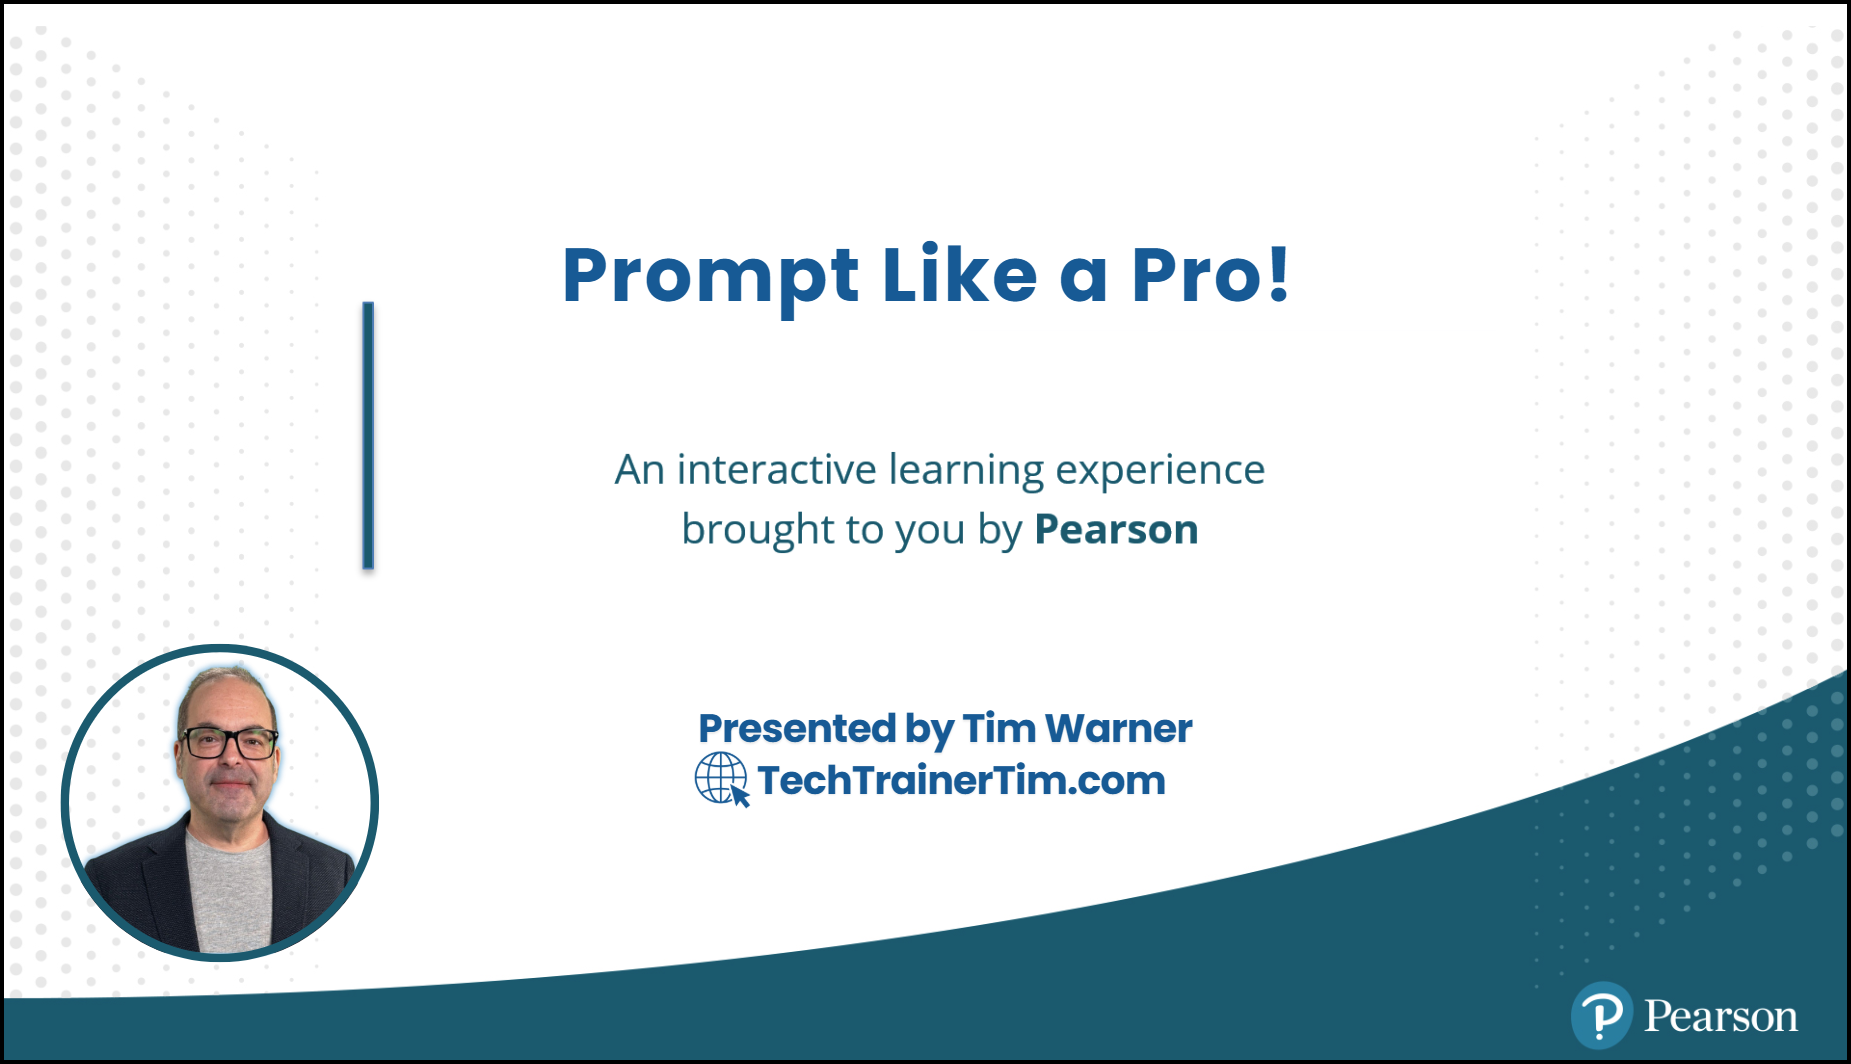 Prompt Like a Pro!
An interactive learning experience
brought to you by Pearson
Presented by Tim Warner
TechTrainerTim.com
Pearson